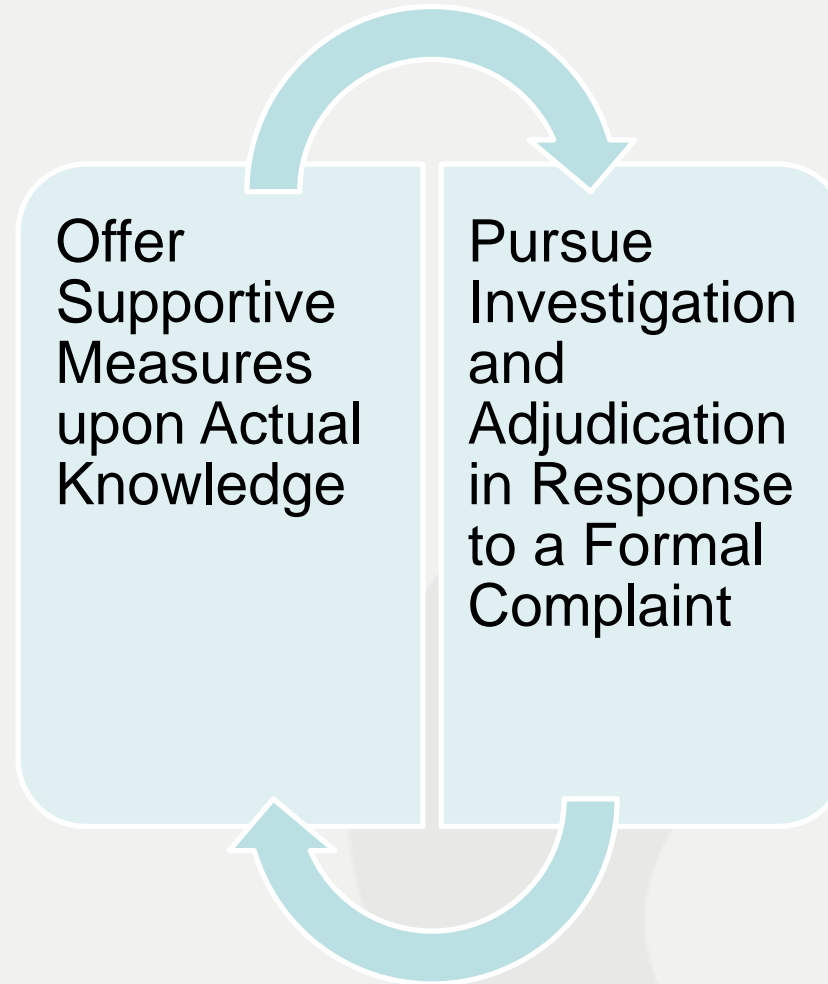 Offer
Supportive
Measures
upon Actual
Knowledge
Pursue
Investigation
and
Adjudication
in Response
to a Formal
Complaint